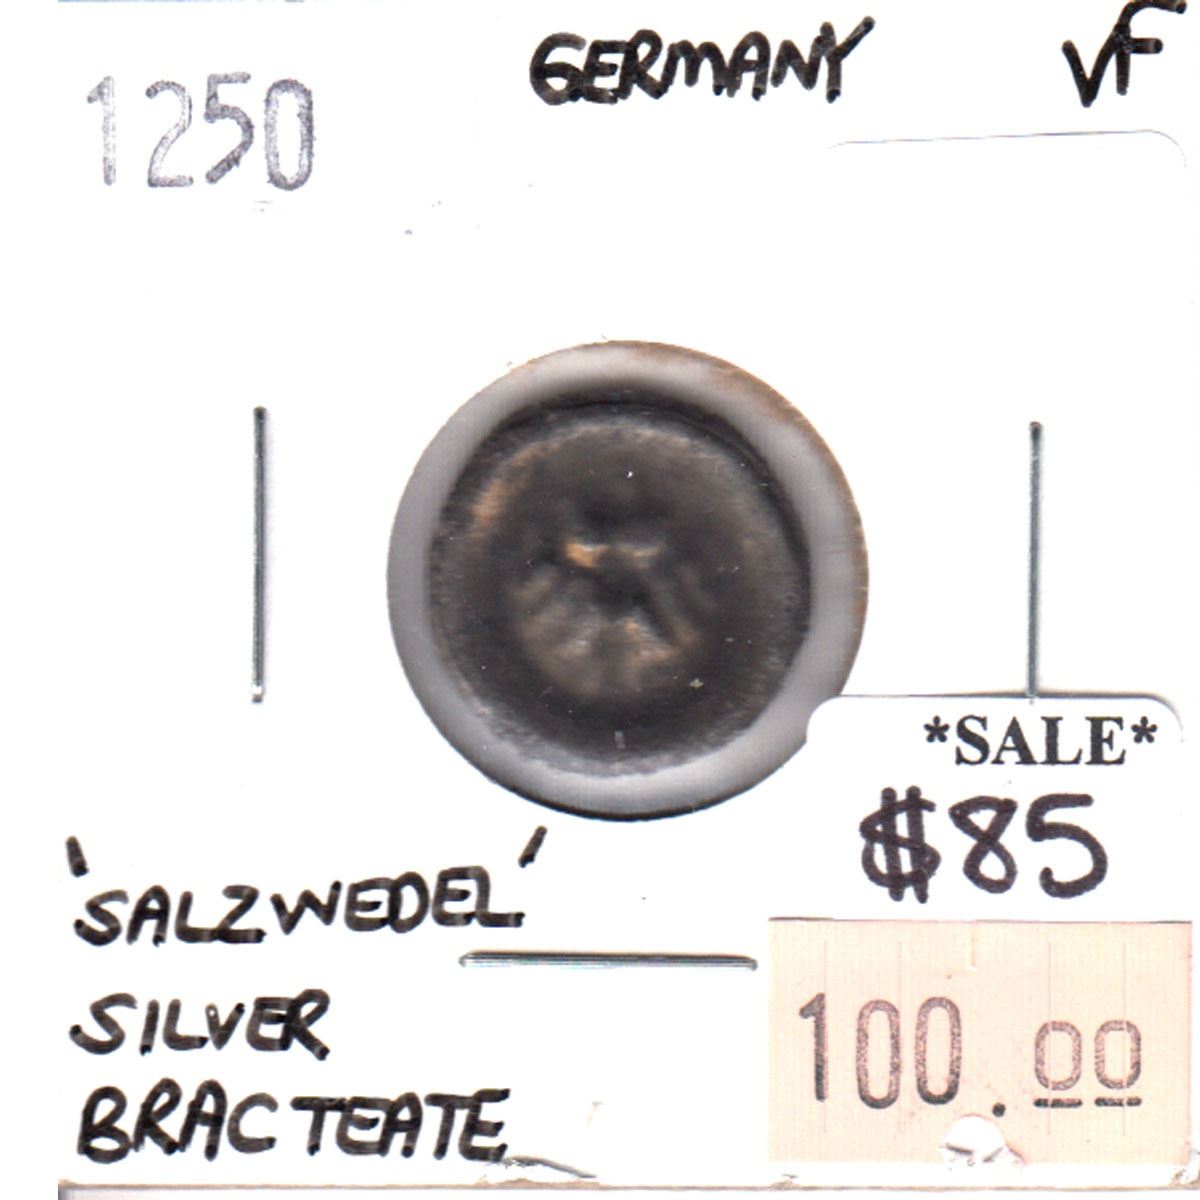 GERMANY VF
1250
*SALE*
$85
'SALZWEDEL'
SILVER
BRACTEATE
100.00